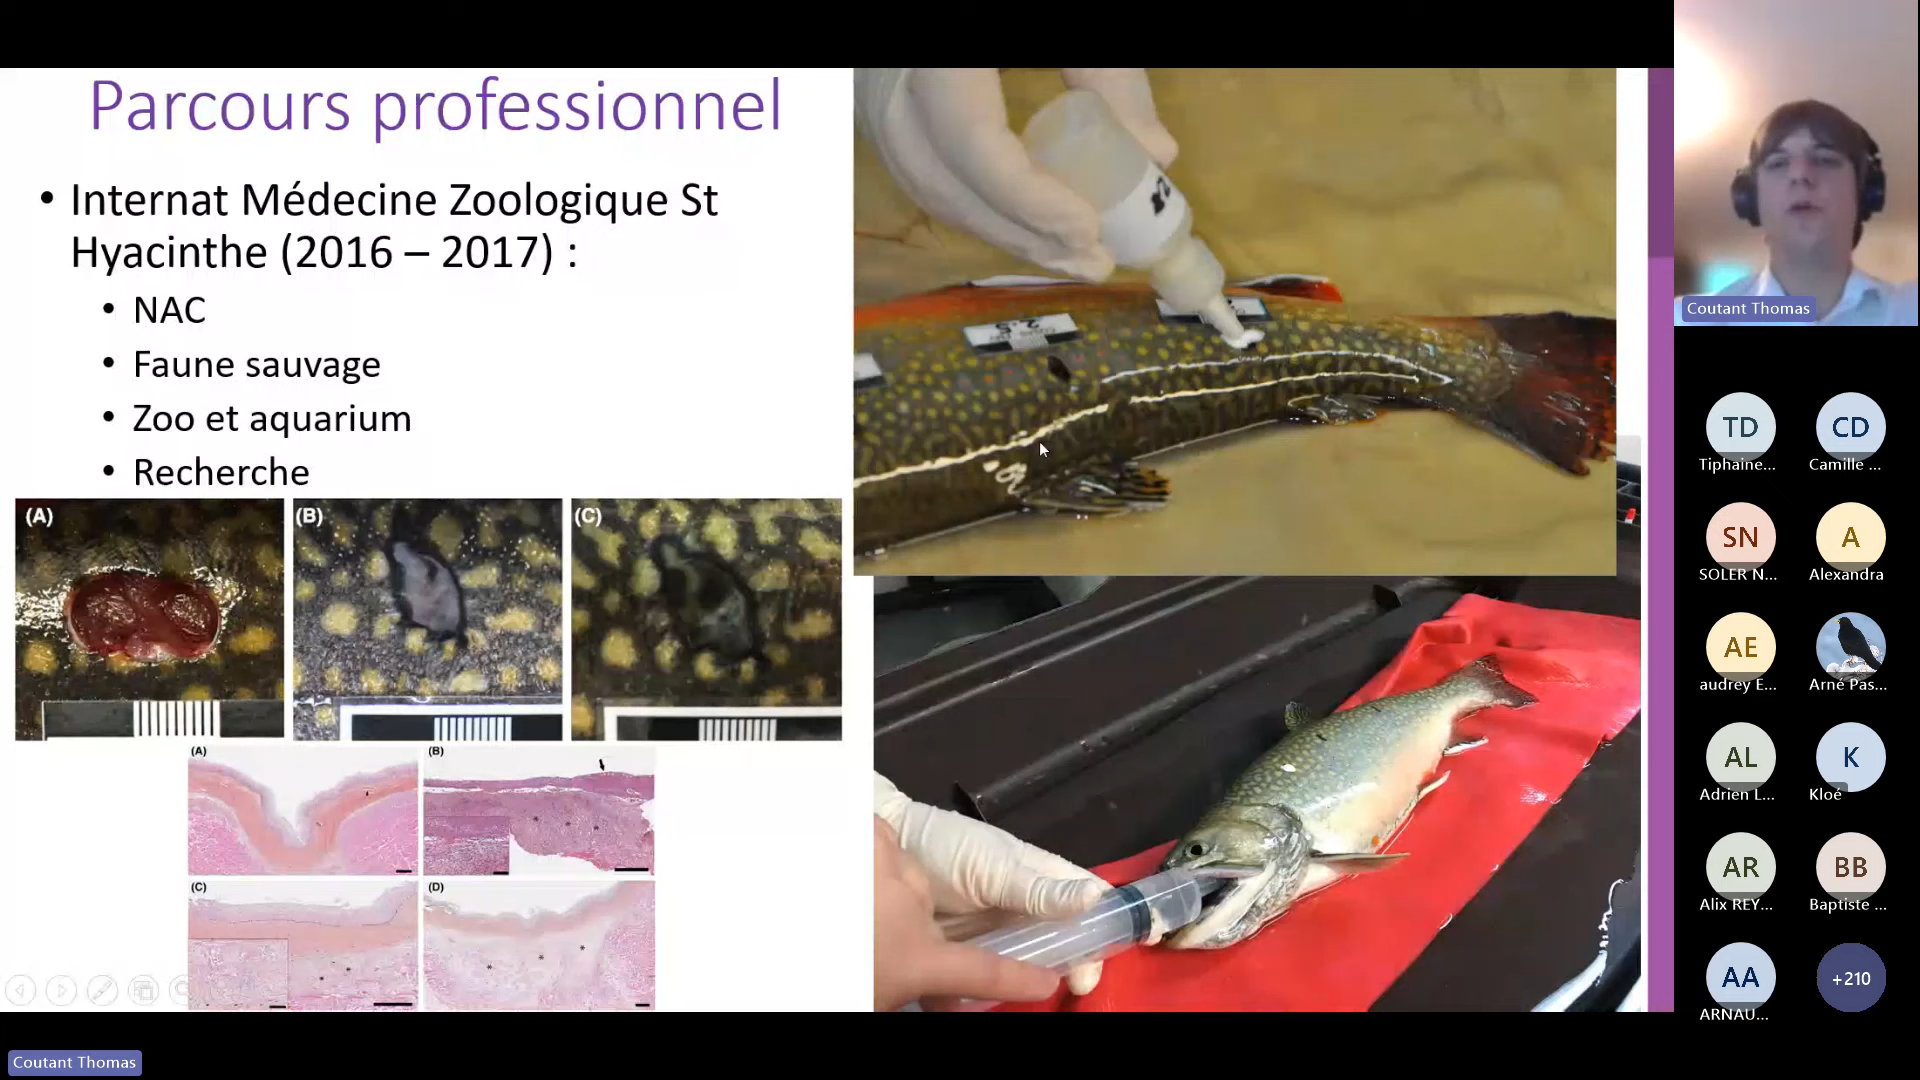 Parcours professionnel
• Internat Médecine Zoologique St
Hyacinthe (2016 – 2017) :
• NAC
• Faune sauvage
• Zoo et aquarium
• Recherche
(A)
(B)
(C)
(A)
(B)
(C)
(D)
2.5
Coutant Thomas
TD
Tiphaine...
CD
Camille ...
SN
SOLER N...
A
Alexandra
AE
audrey E...
Arné Pas...
AL
Adrien L...
K
Kloé
AR
Alix REY...
BB
Baptiste ...
AA
ARNAU...
+210
Coutant Thomas